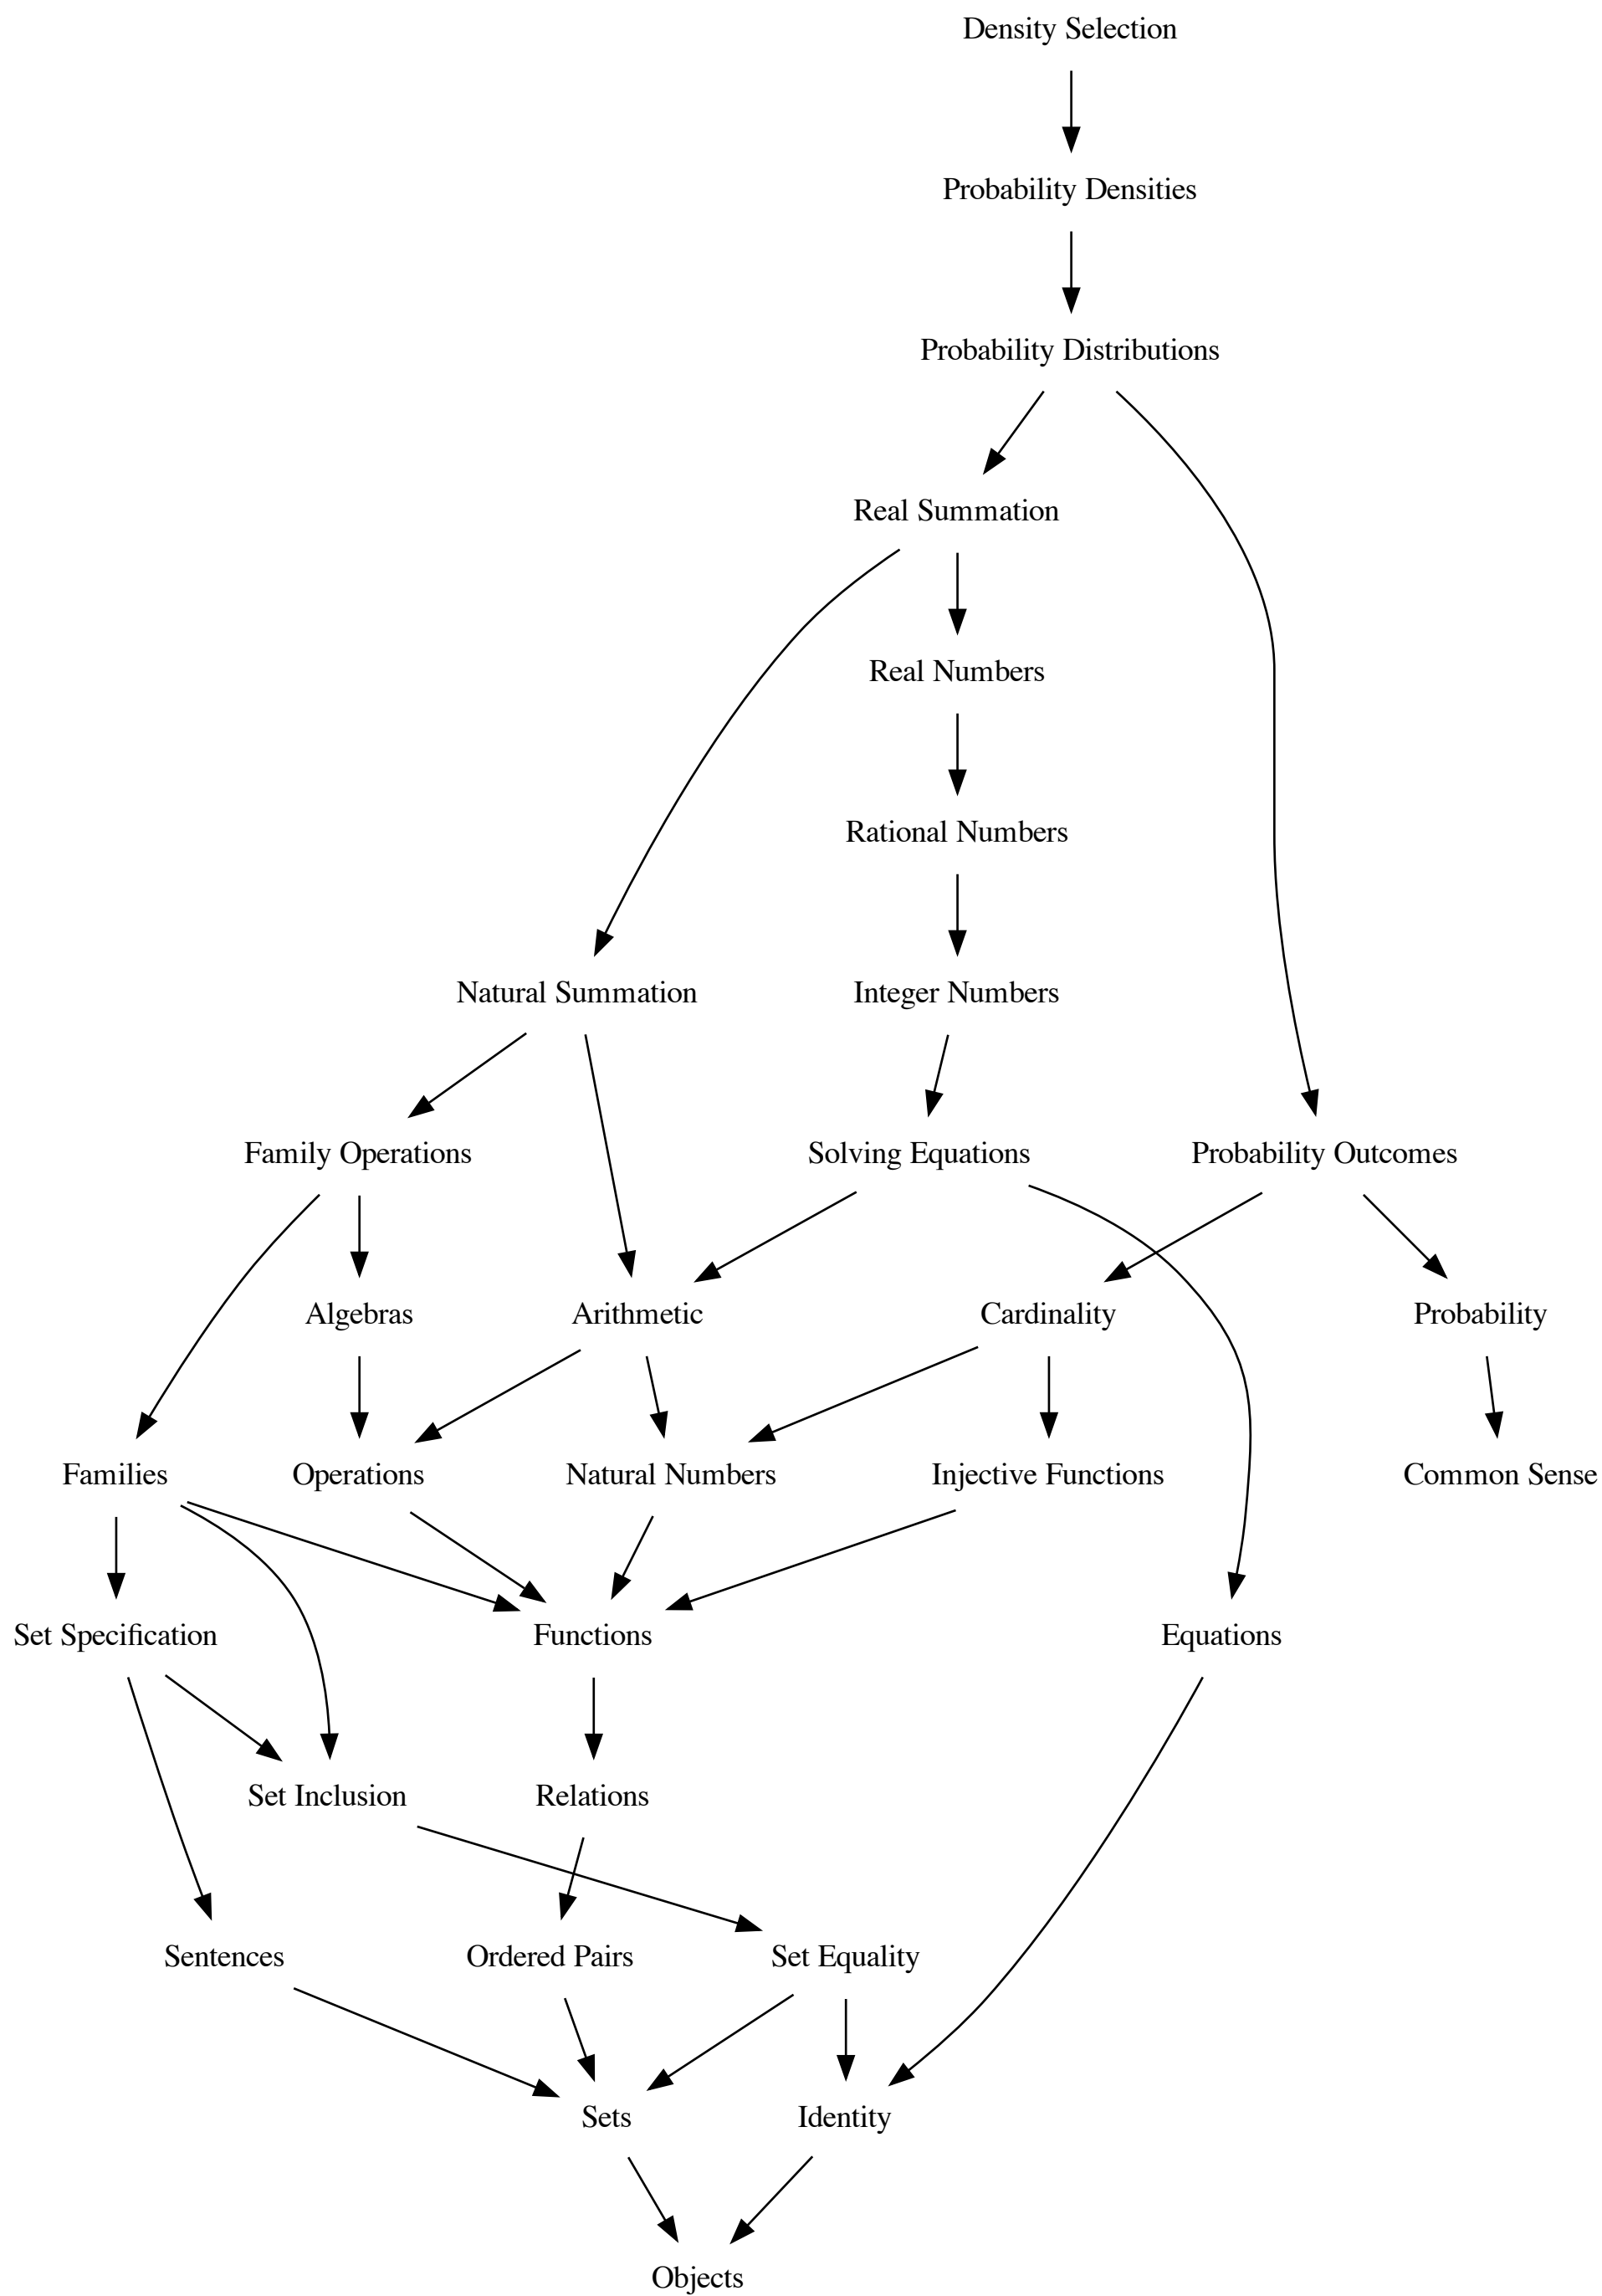 Density Selection
Probability Densities
Probability Distributions
Real Summation
Real Numbers
Rational Numbers
Natural Summation
Integer Numbers
Family Operations
Solving Equations
Probability Outcomes
Algebras
Arithmetic
Cardinality
Probability
Families
Operations
Natural Numbers
Injective Functions
Common Sense
Set Specification
Functions
Equations
Set Inclusion
Relations
Sentences
Ordered Pairs
Set Equality
Sets
Identity
Objects